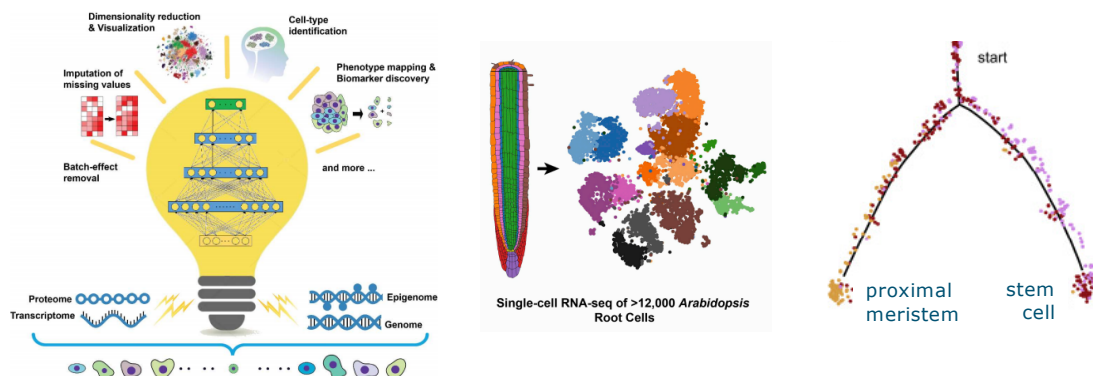 Dimensionality reduction
& Visualization
Cell-type
identification
Imputation of
missing values
Phenotype mapping &
Biomarker discovery
Batch-effect
removal
and more ...
Proteome
Transcriptome
Epigenome
Genome
Single-cell RNA-seq of >12,000 Arabidopsis
Root Cells
start
proximal
meristem
stem
cell